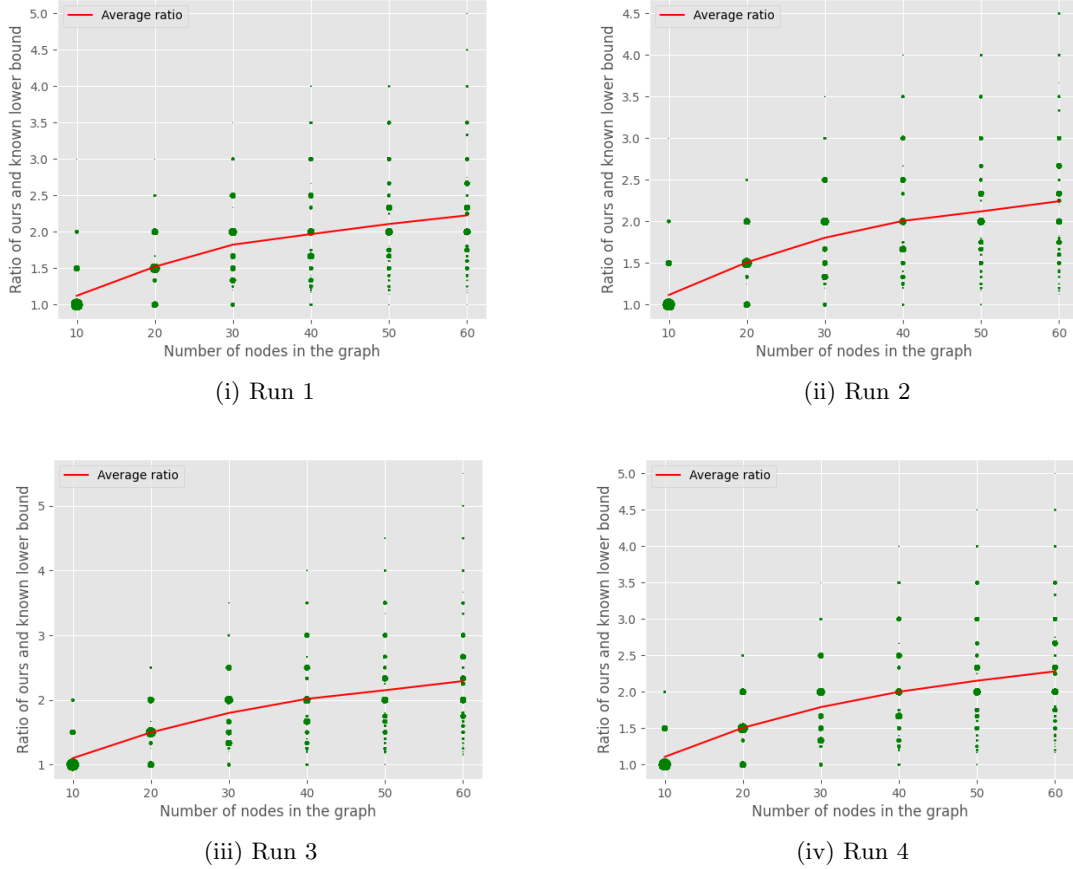 Average ratio
Ratio of ours and known lower bound
5.0
4.5
4.0
3.5
3.0
2.5
2.0
1.5
1.0
10 20 30 40 50 60
Number of nodes in the graph
(i) Run 1
Average ratio
Ratio of ours and known lower bound
4.5
4.0
3.5
3.0
2.5
2.0
1.5
1.0
10 20 30 40 50 60
Number of nodes in the graph
(ii) Run 2
Average ratio
Ratio of ours and known lower bound
5
4
3
2
1
10 20 30 40 50 60
Number of nodes in the graph
(iii) Run 3
Average ratio
Ratio of ours and known lower bound
5.0
4.5
4.0
3.5
3.0
2.5
2.0
1.5
1.0
10 20 30 40 50 60
Number of nodes in the graph
(iv) Run 4